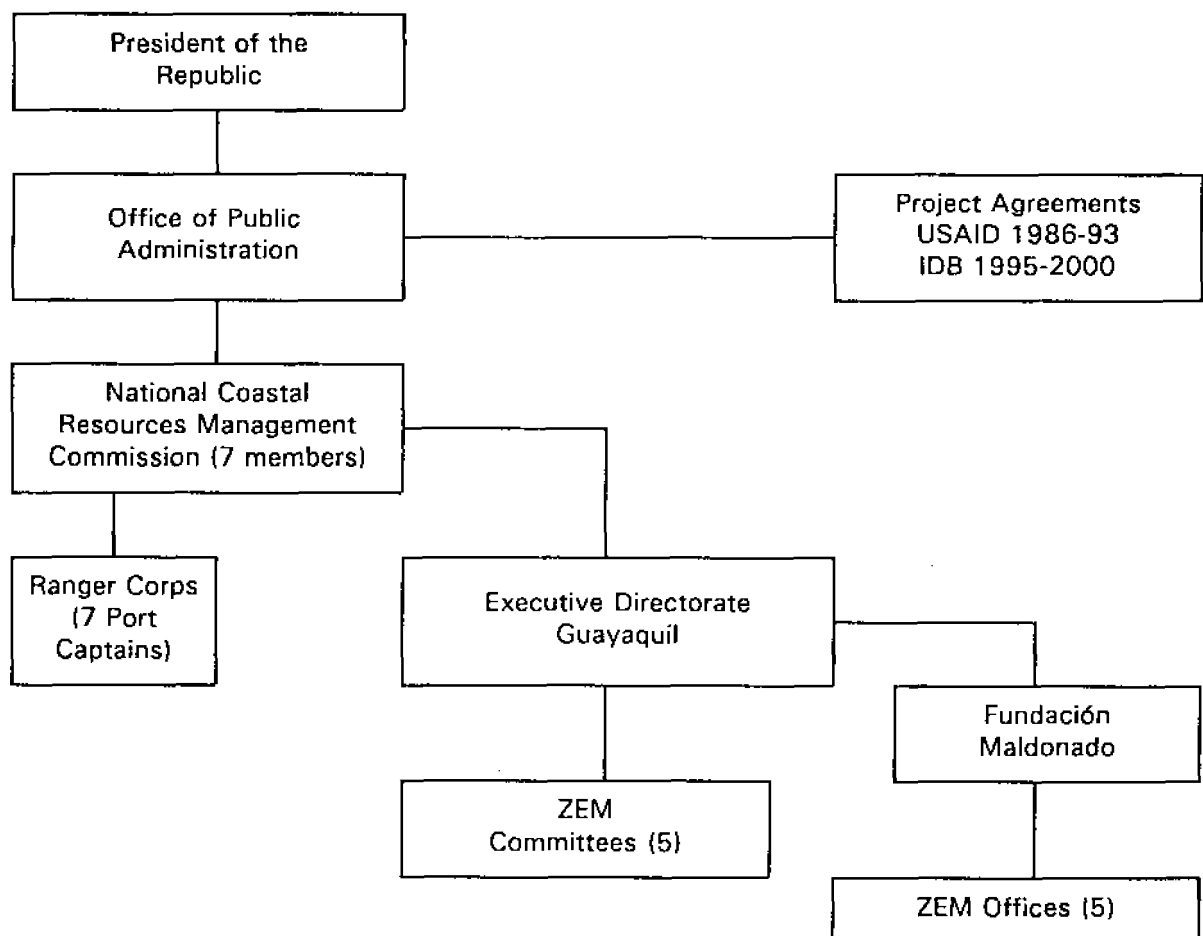 President of the
Republic
Office of Public
Administration
Project Agreements
USAID 1986-93
IDB 1995-2000
National Coastal
Resources Management
Commission (7 members)
Ranger Corps
(7 Port
Captains)
Executive Directorate
Guayaquil
Fundación
Maldonado
ZEM
Committees (5)
ZEM Offices (5)